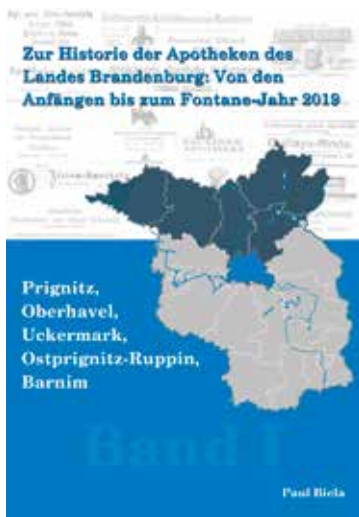 Zur Historie der Apotheken des
Landes Brandenburg: Von den
Anfängen bis zum Fontane-Jahr 2019
Prignitz,
Oberhavel,
Uckermark,
Ostprignitz-Ruppin,
Barnim
Band I
Paul Biela